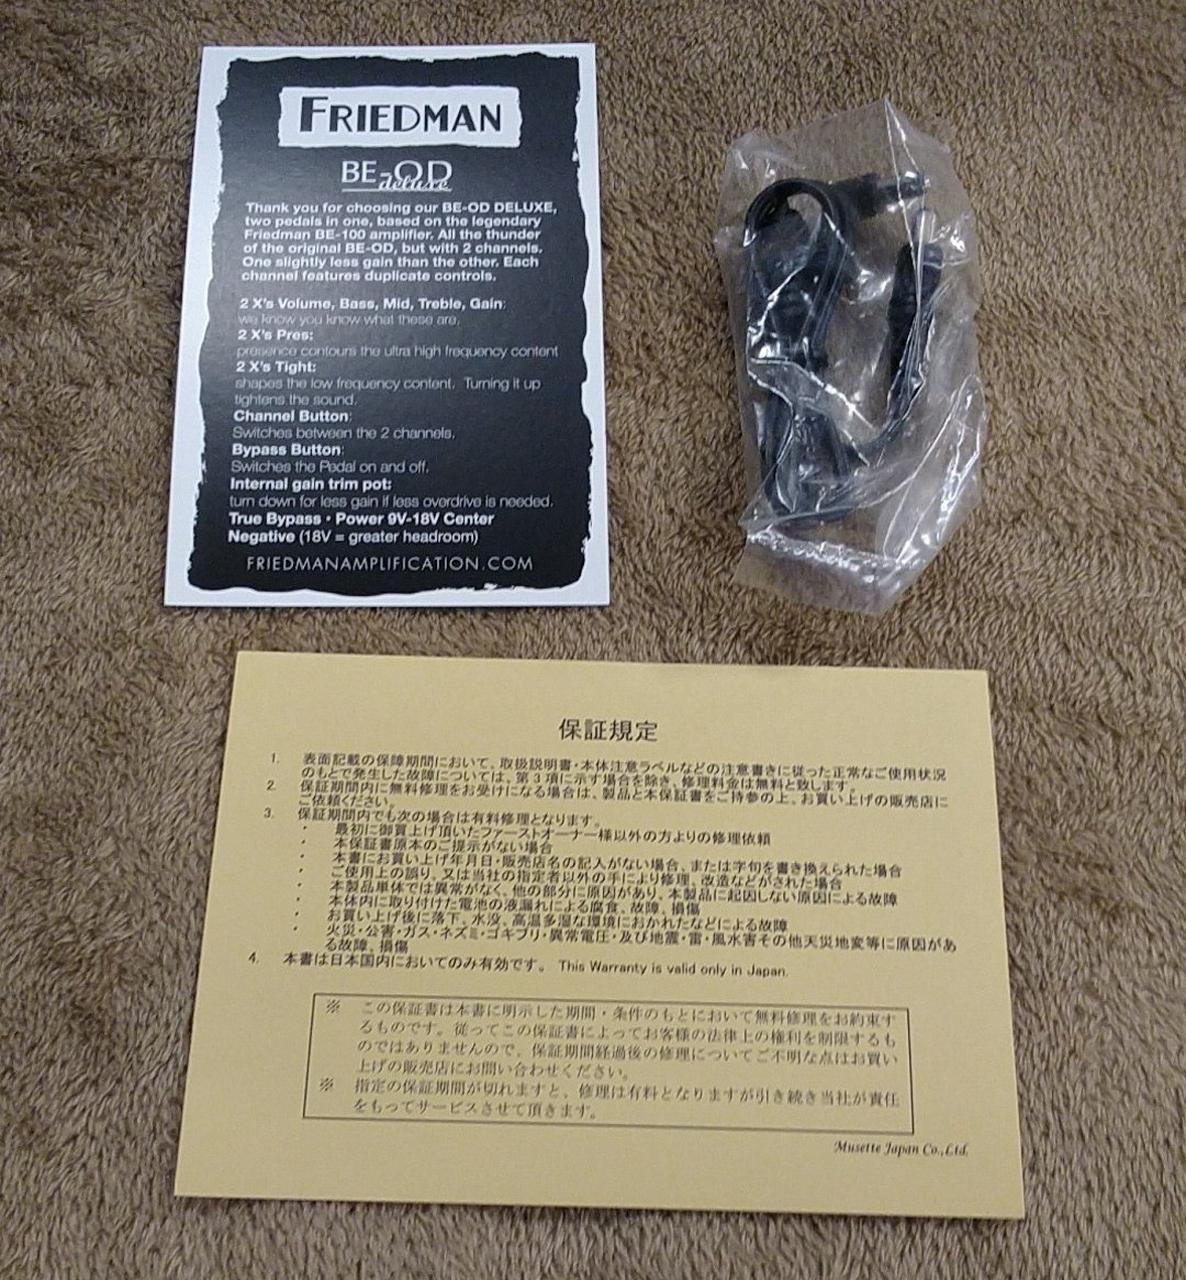 FRIEDMAN
BE-OD
deluxe
Thank you for choosing our BE-OD DELUXE,
two pedals in one, based on the legendary
Friedman BE-100 amplifier. All the thunder
of the original BE-OD, but with 2 channels.
One slightly less gain than the other. Each
channel features duplicate controls.
2 X's Volume, Bass, Mid, Treble, Gain:
we know you know what these are.
2 X's Pres:
presence contours the ultra high frequency content
2 X's Tight:
shapes the low frequency content. Turning it up
tightens the sound.
Channel Button:
Switches between the 2 channels.
Bypass Button:
Switches the Pedal on and off.
Internal gain trim pot:
turn down for less gain if less overdrive is needed.
True Bypass • Power 9V-18V Center
Negative (18V = greater headroom)
FRIEDMANAMPLIFICATION.COM
保証規定
1. 表面記載の保障期間において、取扱説明書・本体注意ラベルなどの注意書きに従った正常なご使用状況
のもとで発生した故障については、第3項に示す場合を除き、修理料金は無料と致します。
2. 保証期間内に無料修理をお受けになる場合は、製品と本保証書をご持参の上、お買い上げの販売店に
ご依頼ください。
3. 保証期間内でも次の場合は有料修理となります。
・ 最初に御買上げ頂いたファーストオーナー様以外の方よりの修理依頼
・ 本保証書原本のご提示がない場合
・ 本書にお買い上げ年月日・販売店名の記入がない場合、または字句を書き換えられた場合
・ ご使用上の誤り、又は当社の指定者以外の手により修理、改造などがされた場合
・ 本製品単体では異常がなく、他の部分に原因があり、本製品に起因しない原因による故障
・ 本体内に取り付けた電池の液漏れによる腐食、故障、損傷
・ お買い上げ後に落下、水没、高温多湿な環境におかれたなどによる故障
・ 火災・公害・ガス・ネズミ・ゴキブリ・異常電圧・及び地震・雷・風水害その他天災地変等に原因があ
る故障、損傷
4. 本書は日本国内においてのみ有効です。 This Warranty is valid only in Japan.
※ この保証書は本書に明示した期間・条件のもとにおいて無料修理をお約束す
るものです。従ってこの保証書によってお客様の法律上の権利を制限するも
のではありませんので、保証期間経過後の修理についてご不明な点はお買い
上げの販売店にお問い合わせください。
※ 指定の保証期間が切れますと、修理は有料となりますが引き続き当社が責任
をもってサービスさせて頂きます。
Musette Japan Co.,Ltd.